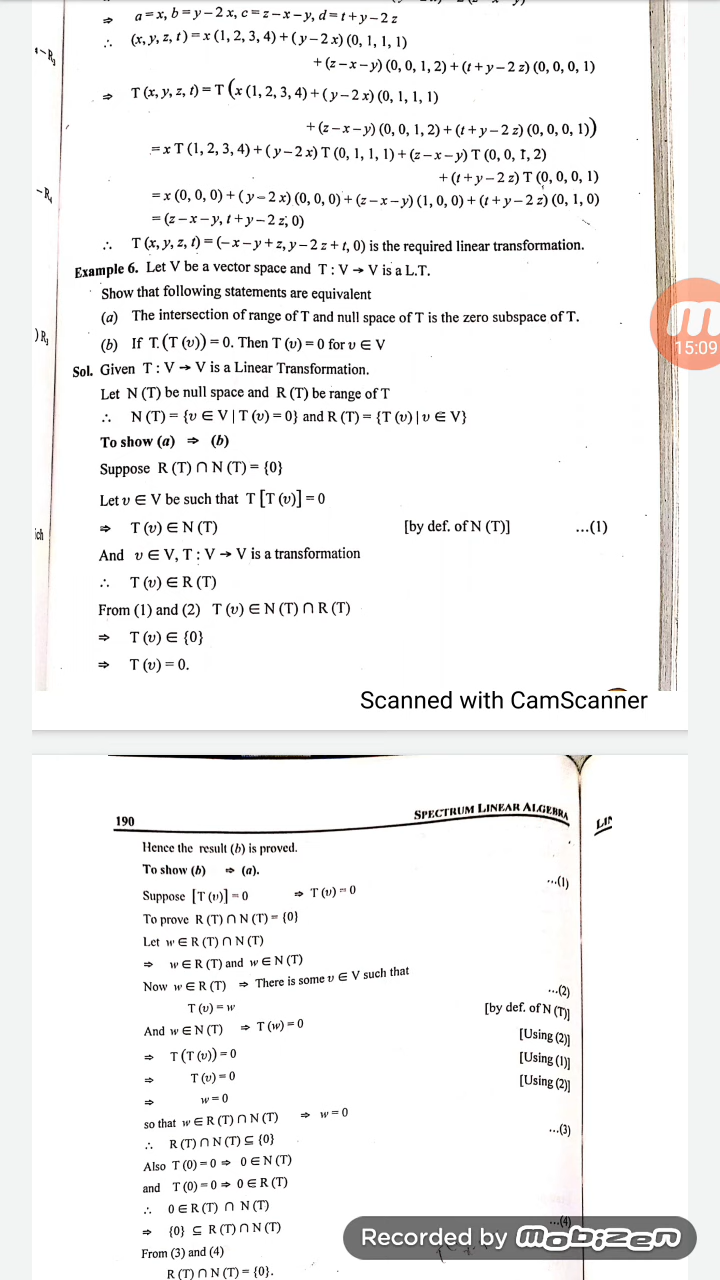 ⇒ a=x, b=y−2x, c=z−x−y, d=t+y−2z
∴ (x, y, z, t)=x(1, 2, 3, 4)+(y−2x)(0, 1, 1, 1)
+(z−x−y)(0, 0, 1, 2)+(t+y−2z)(0, 0, 0, 1)
⇒ T(x, y, z, t)=T(x(1, 2, 3, 4)+(y−2x)(0, 1, 1, 1)
+(z−x−y)(0, 0, 1, 2)+(t+y−2z)(0, 0, 0, 1))
=xT(1, 2, 3, 4)+(y−2x)T(0, 1, 1, 1)+(z−x−y)T(0, 0, 1, 2)
+(t+y−2z)T(0, 0, 0, 1)
=x(0, 0, 0)+(y−2x)(0, 0, 0)+(z−x−y)(1, 0, 0)+(t+y−2z)(0, 1, 0)
=(z−x−y, t+y−2z, 0)
∴ T(x, y, z, t)=(−x−y+z, y−2z+t, 0) is the required linear transformation.
Example 6. Let V be a vector space and T : V → V is a L.T.
Show that following statements are equivalent
(a) The intersection of range of T and null space of T is the zero subspace of T.
(b) If T(T(v))=0. Then T(v)=0 for v ∈ V
Sol. Given T : V → V is a Linear Transformation.
Let N(T) be null space and R(T) be range of T
∴ N(T)={v ∈ V | T(v)=0} and R(T)={T(v) | v ∈ V}
To show (a) ⇒ (b)
Suppose R(T) ∩ N(T)={0}
Let v ∈ V be such that T[T(v)]=0
⇒ T(v) ∈ N(T) [by def. of N(T)] ...(1)
And v ∈ V, T : V → V is a transformation
∴ T(v) ∈ R(T)
From (1) and (2) T(v) ∈ N(T) ∩ R(T)
⇒ T(v) ∈ {0}
⇒ T(v)=0.
Scanned with CamScanner
15:09
190 SPECTRUM LINEAR ALGEBRA
Hence the result (b) is proved.
To show (b) ⇒ (a).
Suppose [T(v)]=0 ⇒ T(v)=0 ...(1)
To prove R(T) ∩ N(T)={0}
Let w ∈ R(T) ∩ N(T)
⇒ w ∈ R(T) and w ∈ N(T)
Now w ∈ R(T) ⇒ There is some v ∈ V such that
T(v)=w ...(2)
And w ∈ N(T) ⇒ T(w)=0 [by def. of N(T)]
⇒ T(T(v))=0 [Using (2)]
⇒ T(v)=0 [Using (1)]
⇒ w=0 [Using (2)]
so that w ∈ R(T) ∩ N(T) ⇒ w=0
∴ R(T) ∩ N(T) ⊆ {0} ...(3)
Also T(0)=0 ⇒ 0 ∈ N(T)
and T(0)=0 ⇒ 0 ∈ R(T)
∴ 0 ∈ R(T) ∩ N(T)
⇒ {0} ⊆ R(T) ∩ N(T) ...(4)
From (3) and (4)
R(T) ∩ N(T)={0}.
Recorded by mobizen